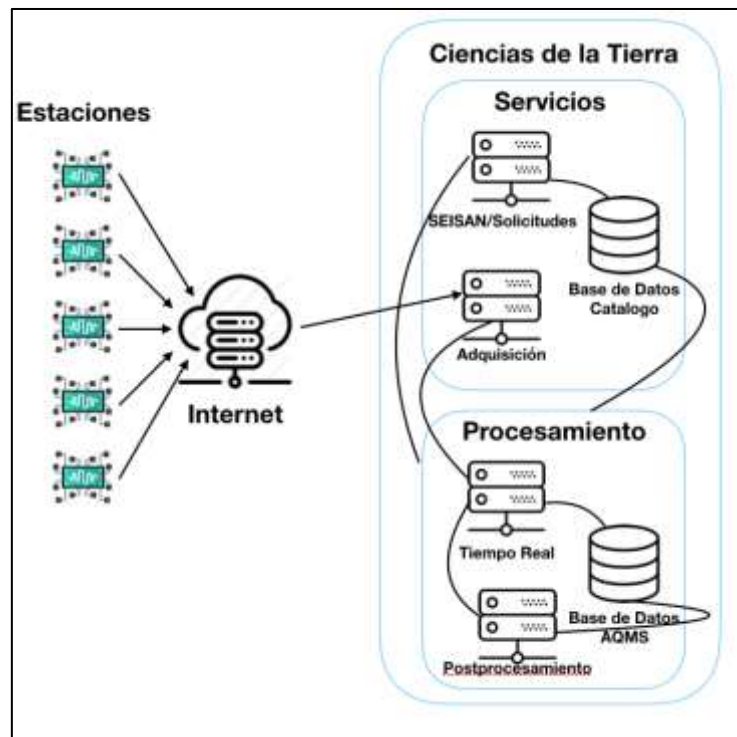 Ciencias de la Tierra
Servicios
Estaciones
SEISAN/Solicitudes
Base de Datos
Catalogo
Adquisición
Internet
Procesamiento
Tiempo Real
Base de Datos
AQMS
Postprocesamiento